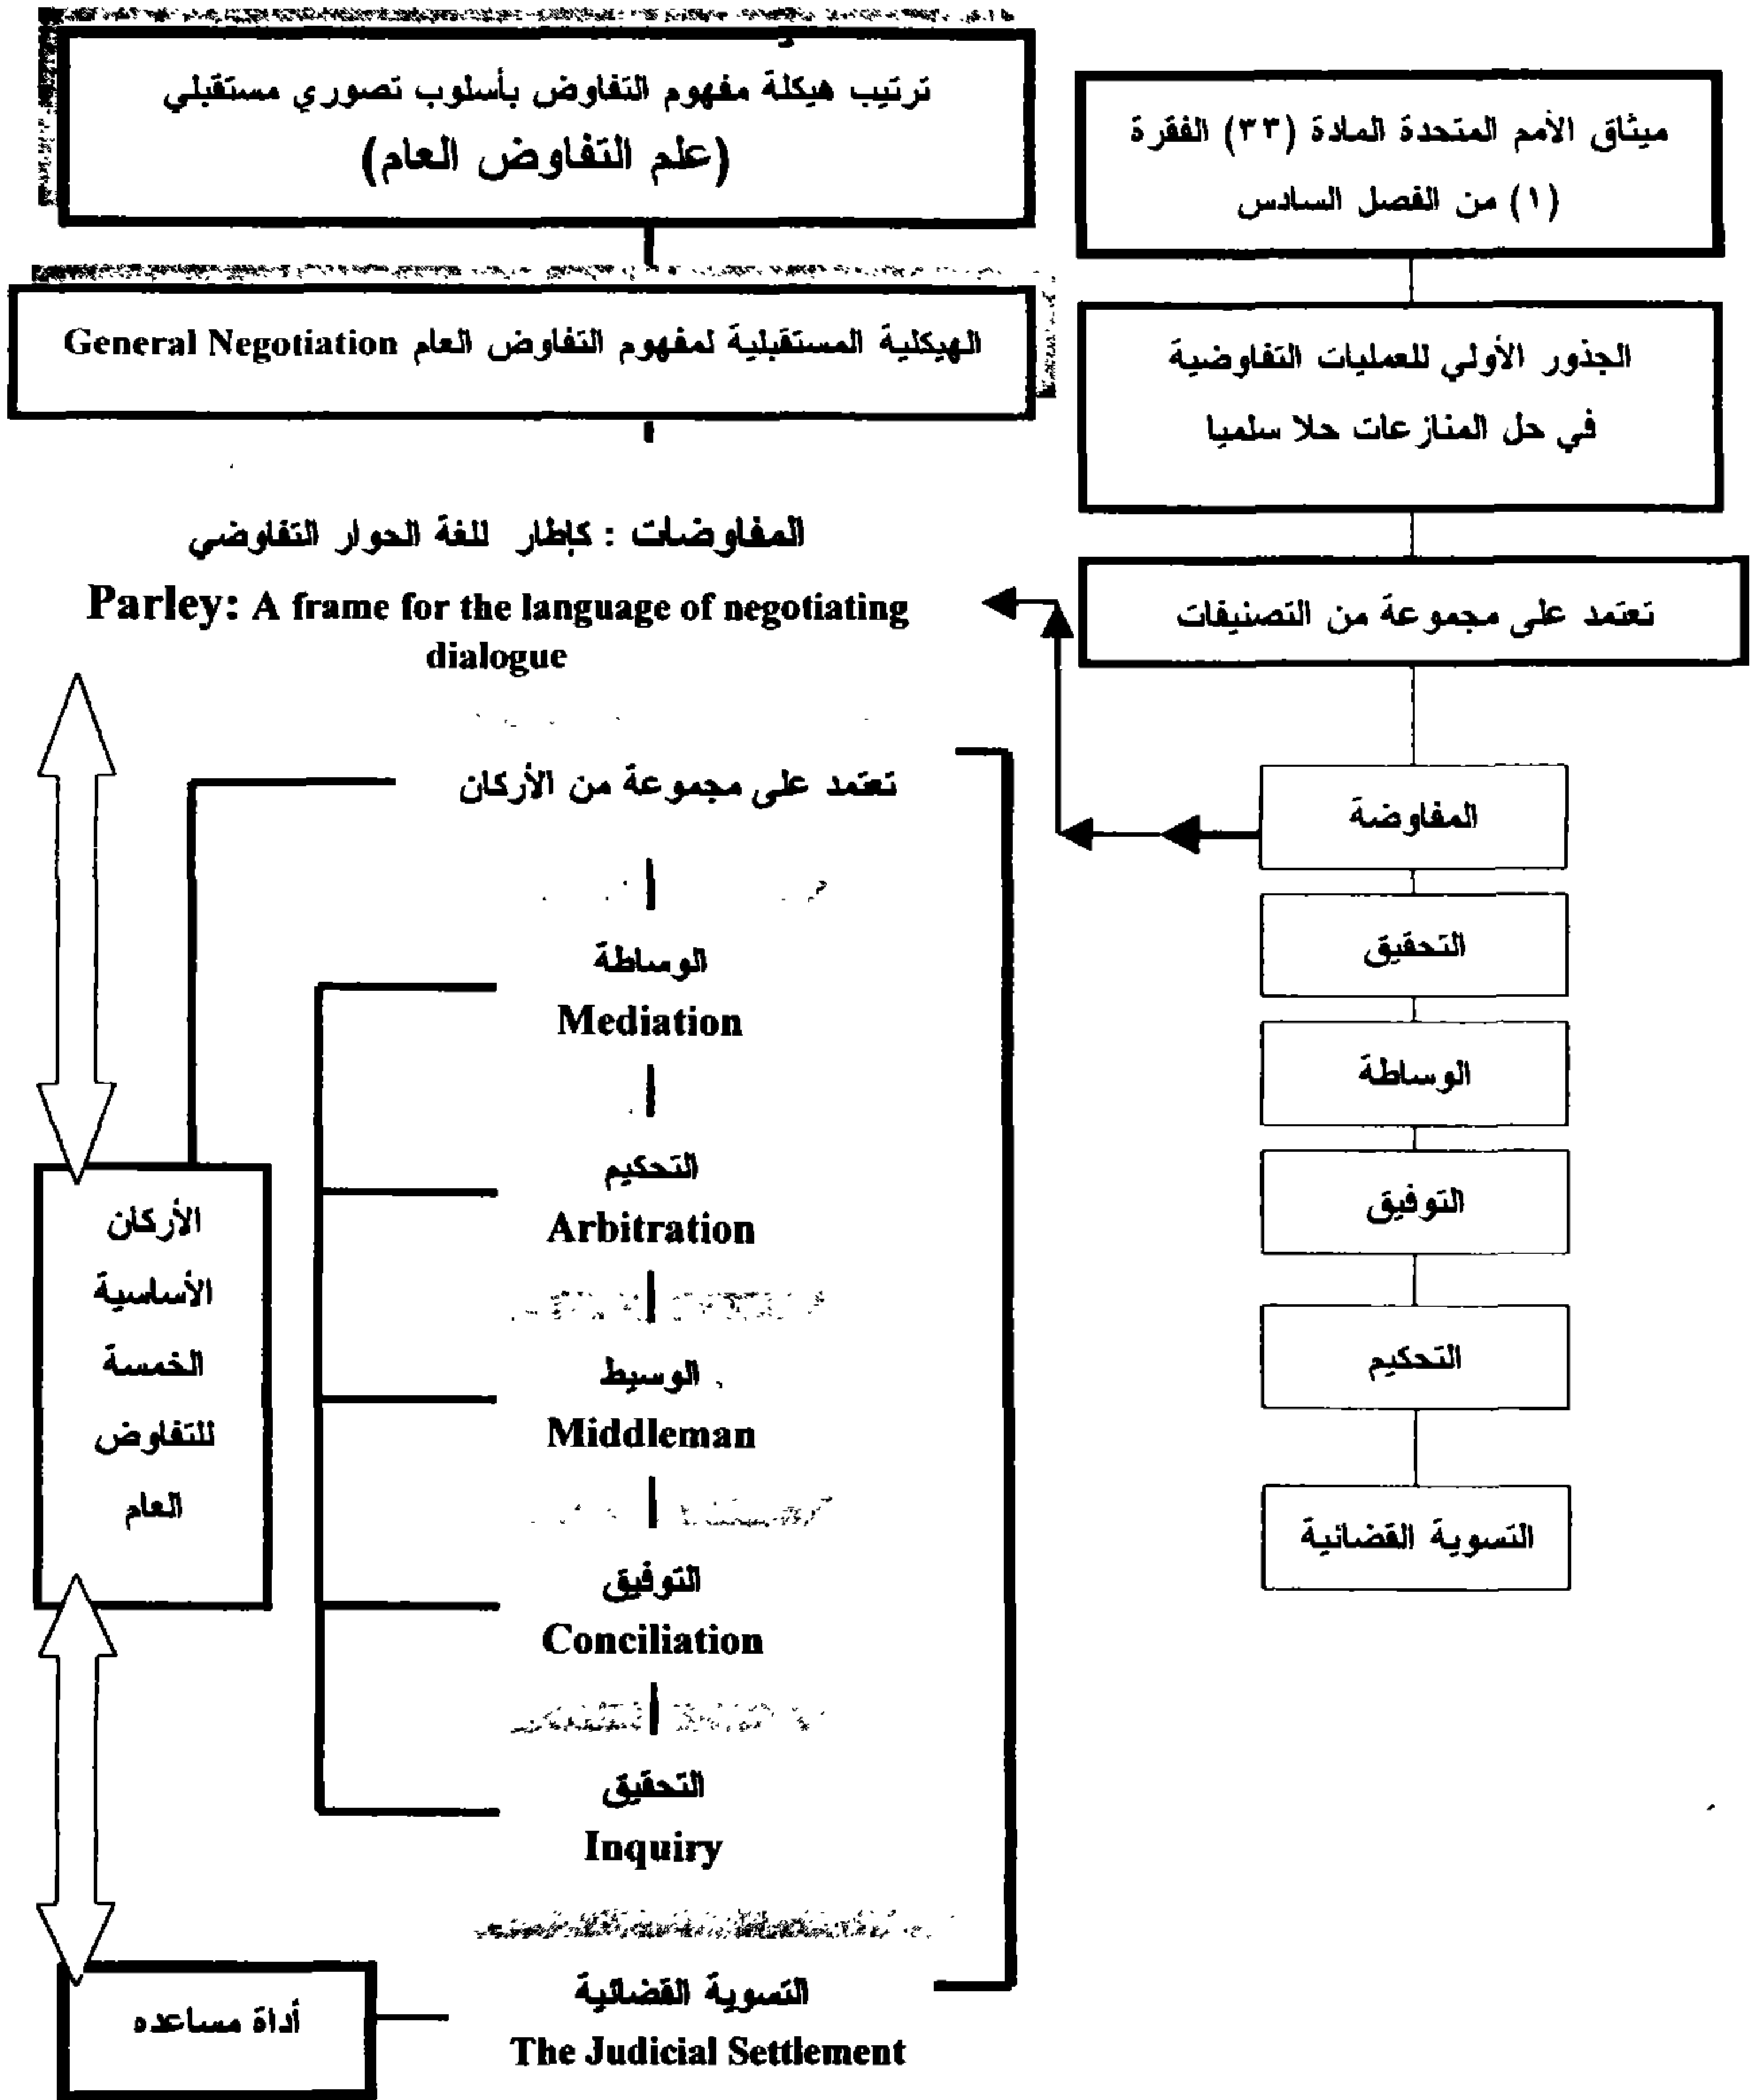 ترتيب هيكلة مفهوم التفاوض بأسلوب تصوري مستقبلي
(علم التفاوض العام)
الهيكلية المستقبلية لمفهوم التفاوض العام General Negotiation
المفاوضات : كإطار للغة الحوار التفاوضي
Parley: A frame for the language of negotiating
dialogue
تعتمد على مجموعة من الأركان
الوساطة
Mediation
التحكيم
Arbitration
الوسيط
Middleman
التوفيق
Conciliation
التحقيق
Inquiry
التسوية القضائية
The Judicial Settlement
الأركان
الأساسية
الخمسة
للتفاوض
العام
أداة مساعده
ميثاق الأمم المتحدة المادة (٣٣) الفقرة
(١) من الفصل السادس
الجذور الأولي للعمليات التفاوضية
في حل المنازعات حلا سلميا
تعتمد على مجموعة من التصنيفات
المفاوضة
التحقيق
الوساطة
التوفيق
التحكيم
التسوية القضائية